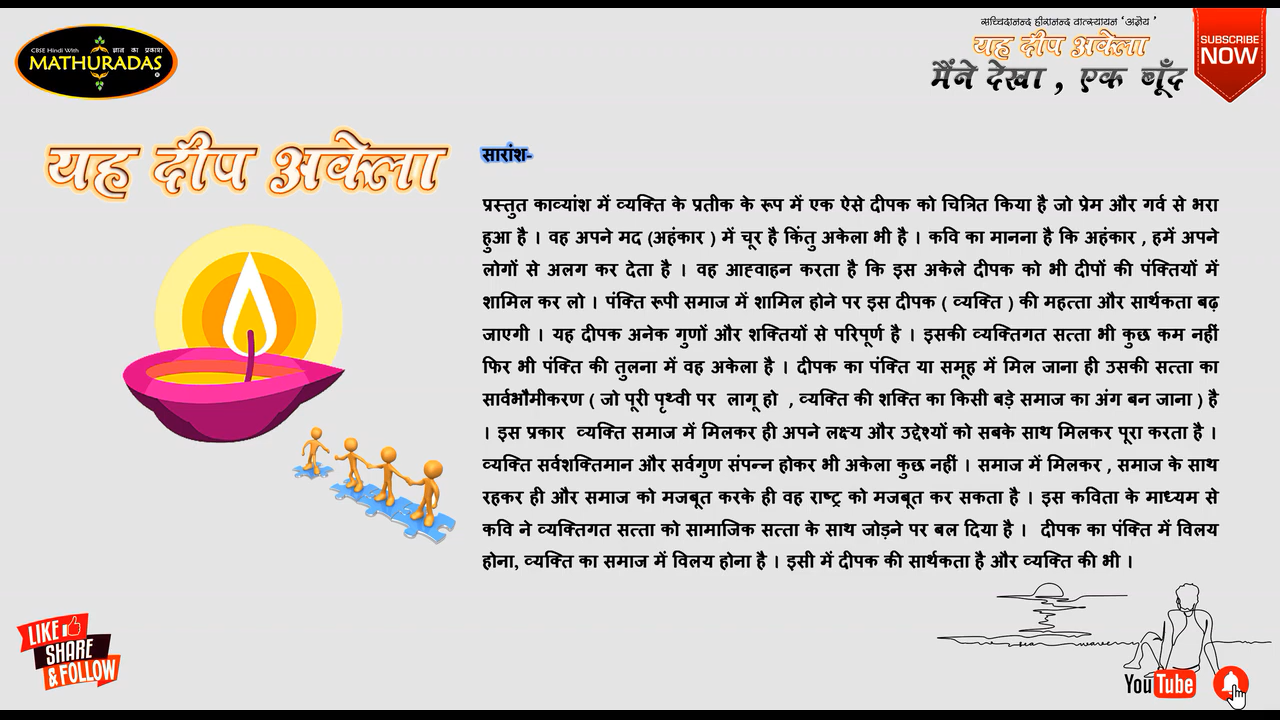 CBSE Hindi With ज्ञान का प्रकाश
MATHURADAS
सच्चिदानन्द हीरानन्द वात्स्यायन ‘अज्ञेय ’
यह दीप अकेला
मैंने देखा , एक बूँद
SUBSCRIBE
NOW
यह दीप अकेला
सारांश-
प्रस्तुत काव्यांश में व्यक्ति के प्रतीक के रूप में एक ऐसे दीपक को चित्रित किया है जो प्रेम और गर्व से भरा
हुआ है । वह अपने मद (अहंकार ) में चूर है किंतु अकेला भी है । कवि का मानना है कि अहंकार , हमें अपने
लोगों से अलग कर देता है । वह आह्वाहन करता है कि इस अकेले दीपक को भी दीपों की पंक्तियों में
शामिल कर लो । पंक्ति रूपी समाज में शामिल होने पर इस दीपक ( व्यक्ति ) की महत्ता और सार्थकता बढ़
जाएगी । यह दीपक अनेक गुणों और शक्तियों से परिपूर्ण है । इसकी व्यक्तिगत सत्ता भी कुछ कम नहीं
फिर भी पंक्ति की तुलना में वह अकेला है । दीपक का पंक्ति या समूह में मिल जाना ही उसकी सत्ता का
सार्वभौमीकरण ( जो पूरी पृथ्वी पर लागू हो , व्यक्ति की शक्ति का किसी बड़े समाज का अंग बन जाना ) है
। इस प्रकार व्यक्ति समाज में मिलकर ही अपने लक्ष्य और उद्देश्यों को सबके साथ मिलकर पूरा करता है ।
व्यक्ति सर्वशक्तिमान और सर्वगुण संपन्न होकर भी अकेला कुछ नहीं । समाज में मिलकर , समाज के साथ
रहकर ही और समाज को मजबूत करके ही वह राष्ट्र को मजबूत कर सकता है । इस कविता के माध्यम से
कवि ने व्यक्तिगत सत्ता को सामाजिक सत्ता के साथ जोड़ने पर बल दिया है । दीपक का पंक्ति में विलय
होना, व्यक्ति का समाज में विलय होना है । इसी में दीपक की सार्थकता है और व्यक्ति की भी ।
LIKE
SHARE
& FOLLOW
YouTube